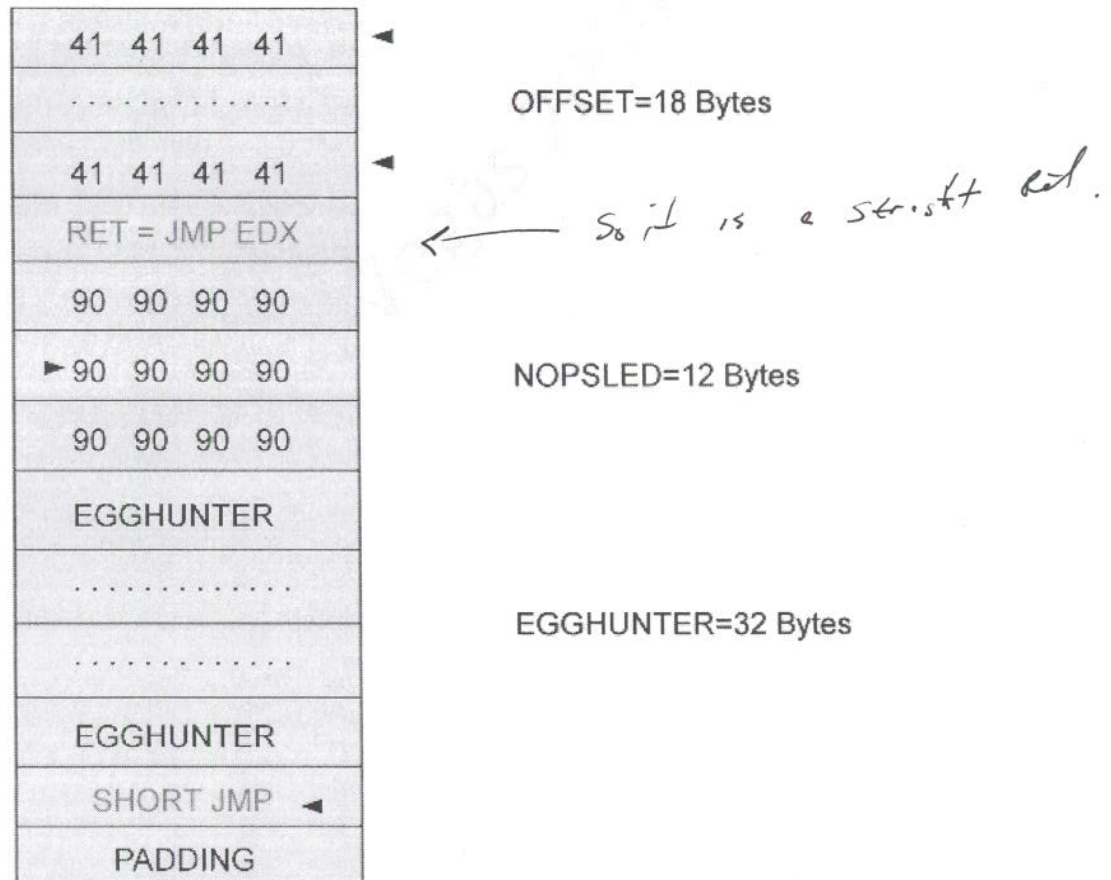 41 41 41 41
. . . . . . . . . . . . .
OFFSET=18 Bytes
41 41 41 41
RET = JMP EDX
So it is a ret.
90 90 90 90
90 90 90 90
NOPSLED=12 Bytes
90 90 90 90
EGGHUNTER
. . . . . . . . . . . . .
EGGHUNTER=32 Bytes
. . . . . . . . . . . . .
EGGHUNTER
SHORT JMP
PADDING